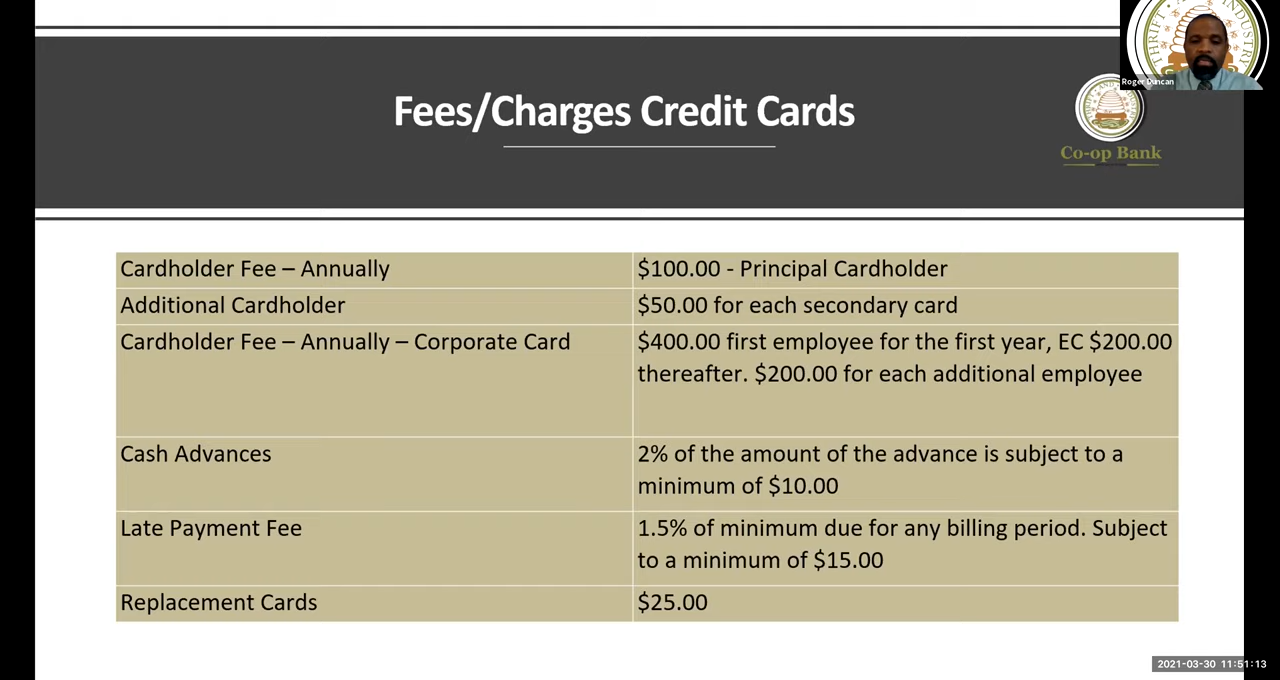 Fees/Charges Credit Cards
THRIFT
INDUSTRY
Roger Duncan
Co-op Bank
Cardholder Fee – Annually
$100.00 - Principal Cardholder
Additional Cardholder
$50.00 for each secondary card
Cardholder Fee – Annually – Corporate Card
$400.00 first employee for the first year, EC $200.00
thereafter. $200.00 for each additional employee
Cash Advances
2% of the amount of the advance is subject to a
minimum of $10.00
Late Payment Fee
1.5% of minimum due for any billing period. Subject
to a minimum of $15.00
Replacement Cards
$25.00
2021-03-30 11:51:13